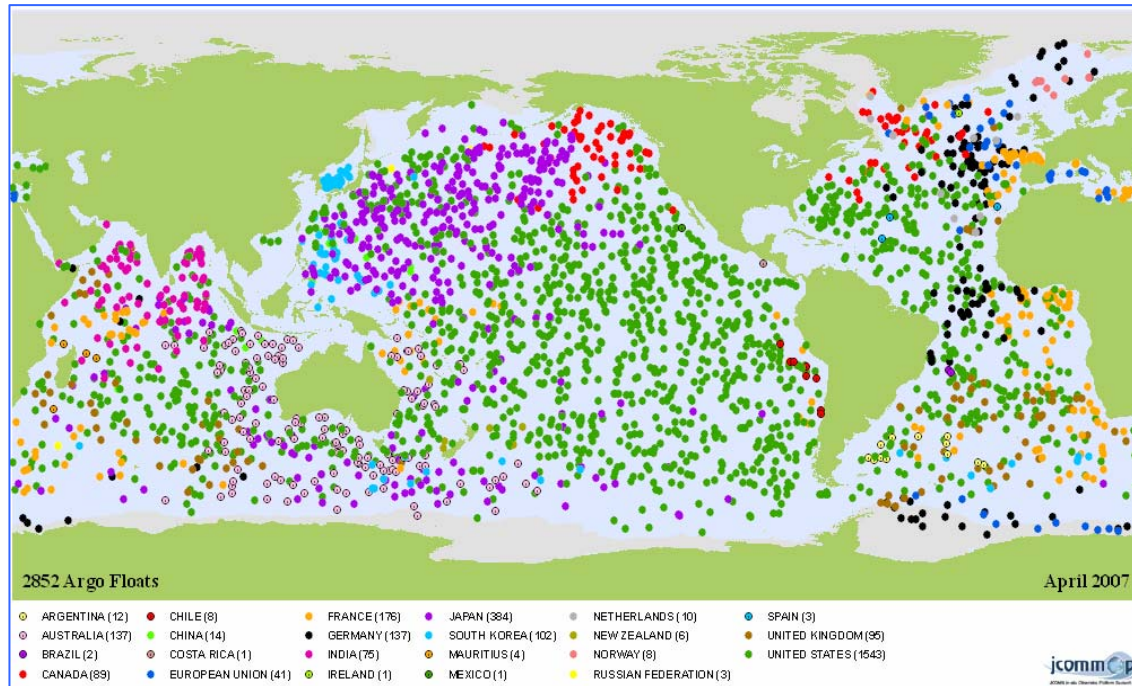 2852 Argo Floats April 2007
ARGENTINA (12) CHILE (8) FRANCE (176) JAPAN (384) NETHERLANDS (10) SPAIN (3)
AUSTRALIA (137) CHINA (14) GERMANY (137) SOUTH KOREA (102) NEW ZEALAND (6) UNITED KINGDOM (95)
BRAZIL (2) COSTA RICA (1) INDIA (75) MAURITIUS (4) NORWAY (8) UNITED STATES (1543)
CANADA (89) EUROPEAN UNION (41) IRELAND (1) MEXICO (1) RUSSIAN FEDERATION (3)
jcommops